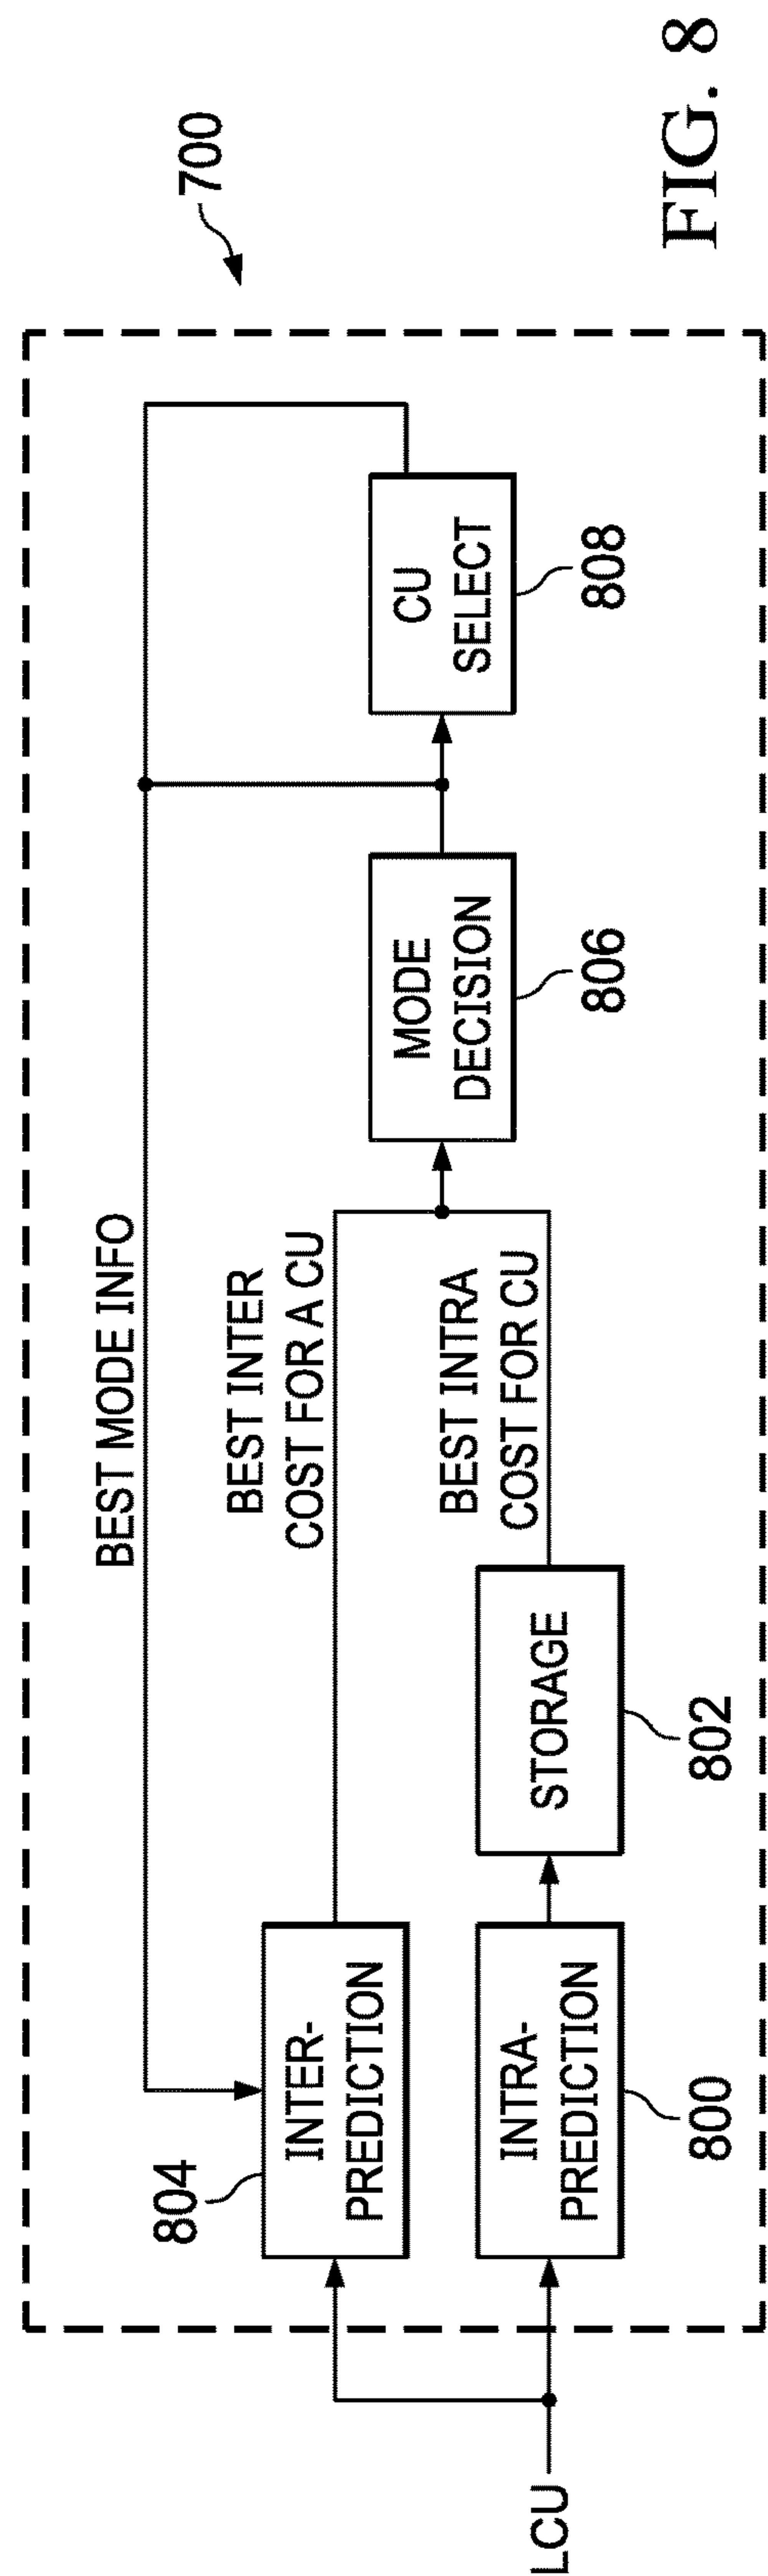 700
BEST MODE INFO
804
INTER-
PREDICTION
BEST INTER
COST FOR A CU
MODE
DECISION
806
CU
SELECT
808
LCU
INTRA-
PREDICTION
800
STORAGE
802
BEST INTRA
COST FOR CU
FIG. 8